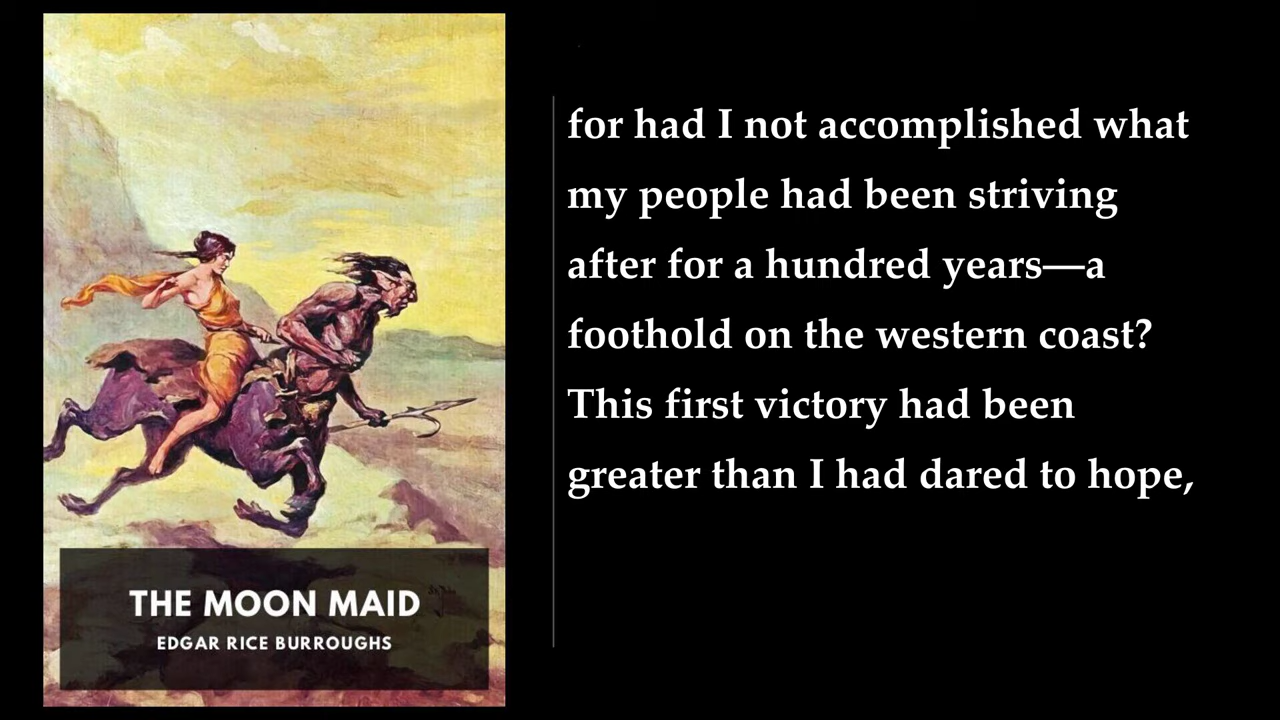 THE MOON MAID
EDGAR RICE BURROUGHS
for had I not accomplished what
my people had been striving
after for a hundred years—a
foothold on the western coast?
This first victory had been
greater than I had dared to hope,